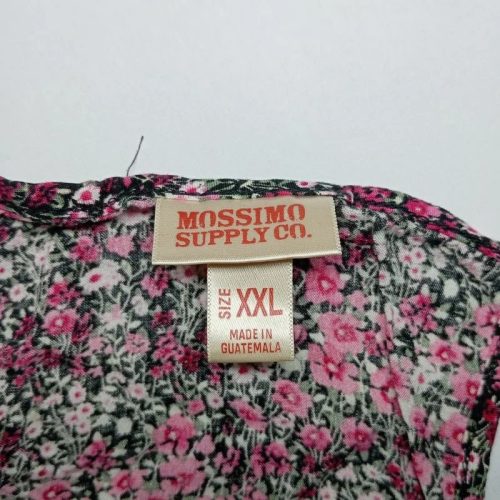 MOSSIMO
SUPPLY CO.
SIZE XXL
MADE IN
GUATEMALA